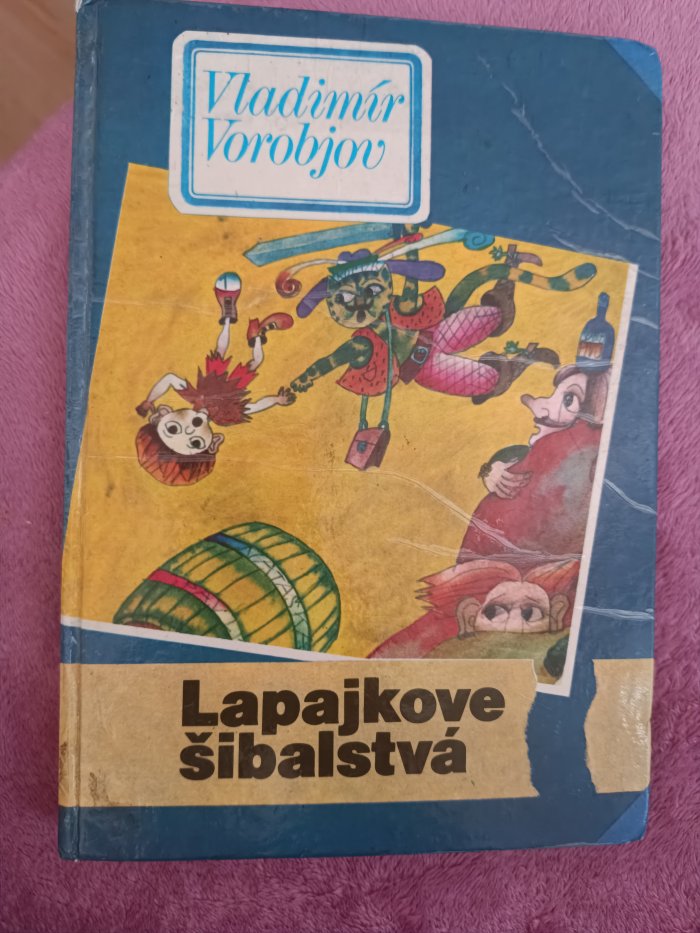 Vladimír
Vorobjov
Lapajkove
šibalstvá